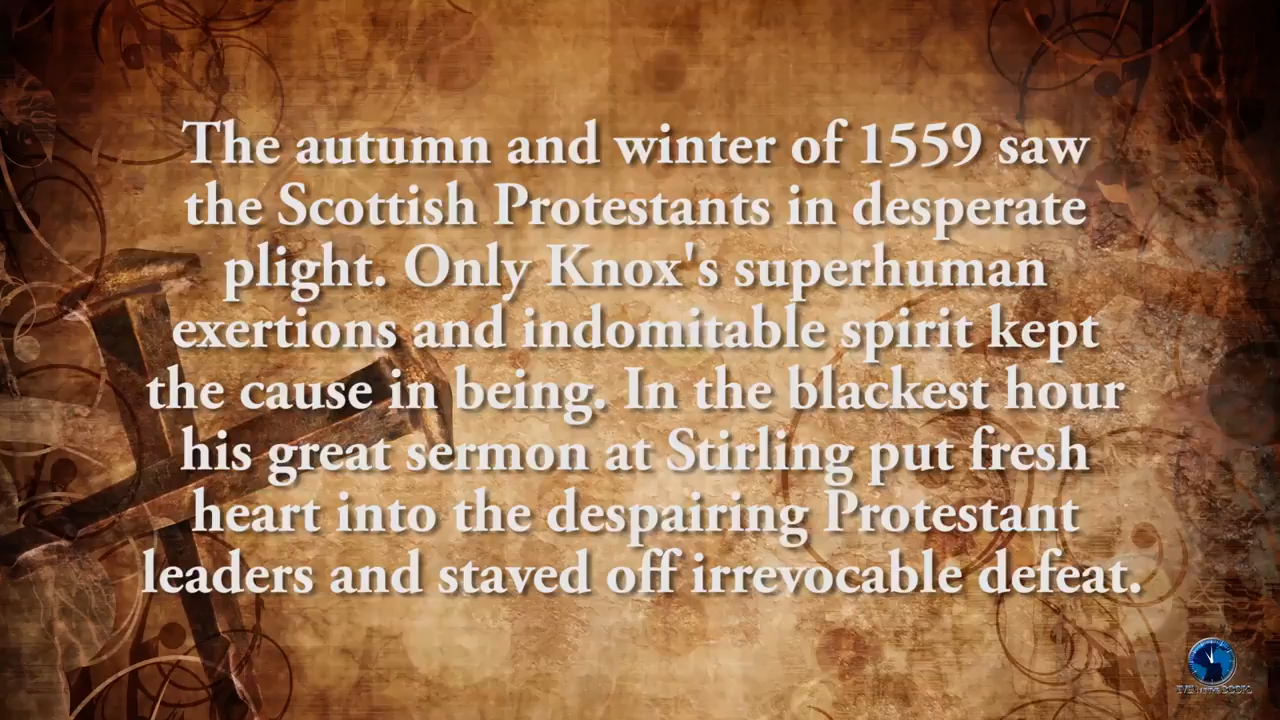 The autumn and winter of 1559 saw
the Scottish Protestants in desperate
plight. Only Knox's superhuman
exertions and indomitable spirit kept
the cause in being. In the blackest hour
his great sermon at Stirling put fresh
heart into the despairing Protestant
leaders and staved off irrevocable defeat.